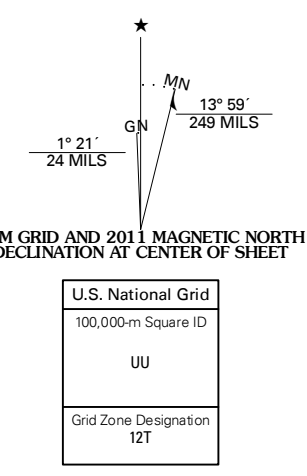 MN
GN
13° 59´
249 MILS
1° 21´
24 MILS
M GRID AND 2011 MAGNETIC NORTH
DECLINATION AT CENTER OF SHEET
U.S. National Grid
100,000-m Square ID
UU
Grid Zone Designation
12T